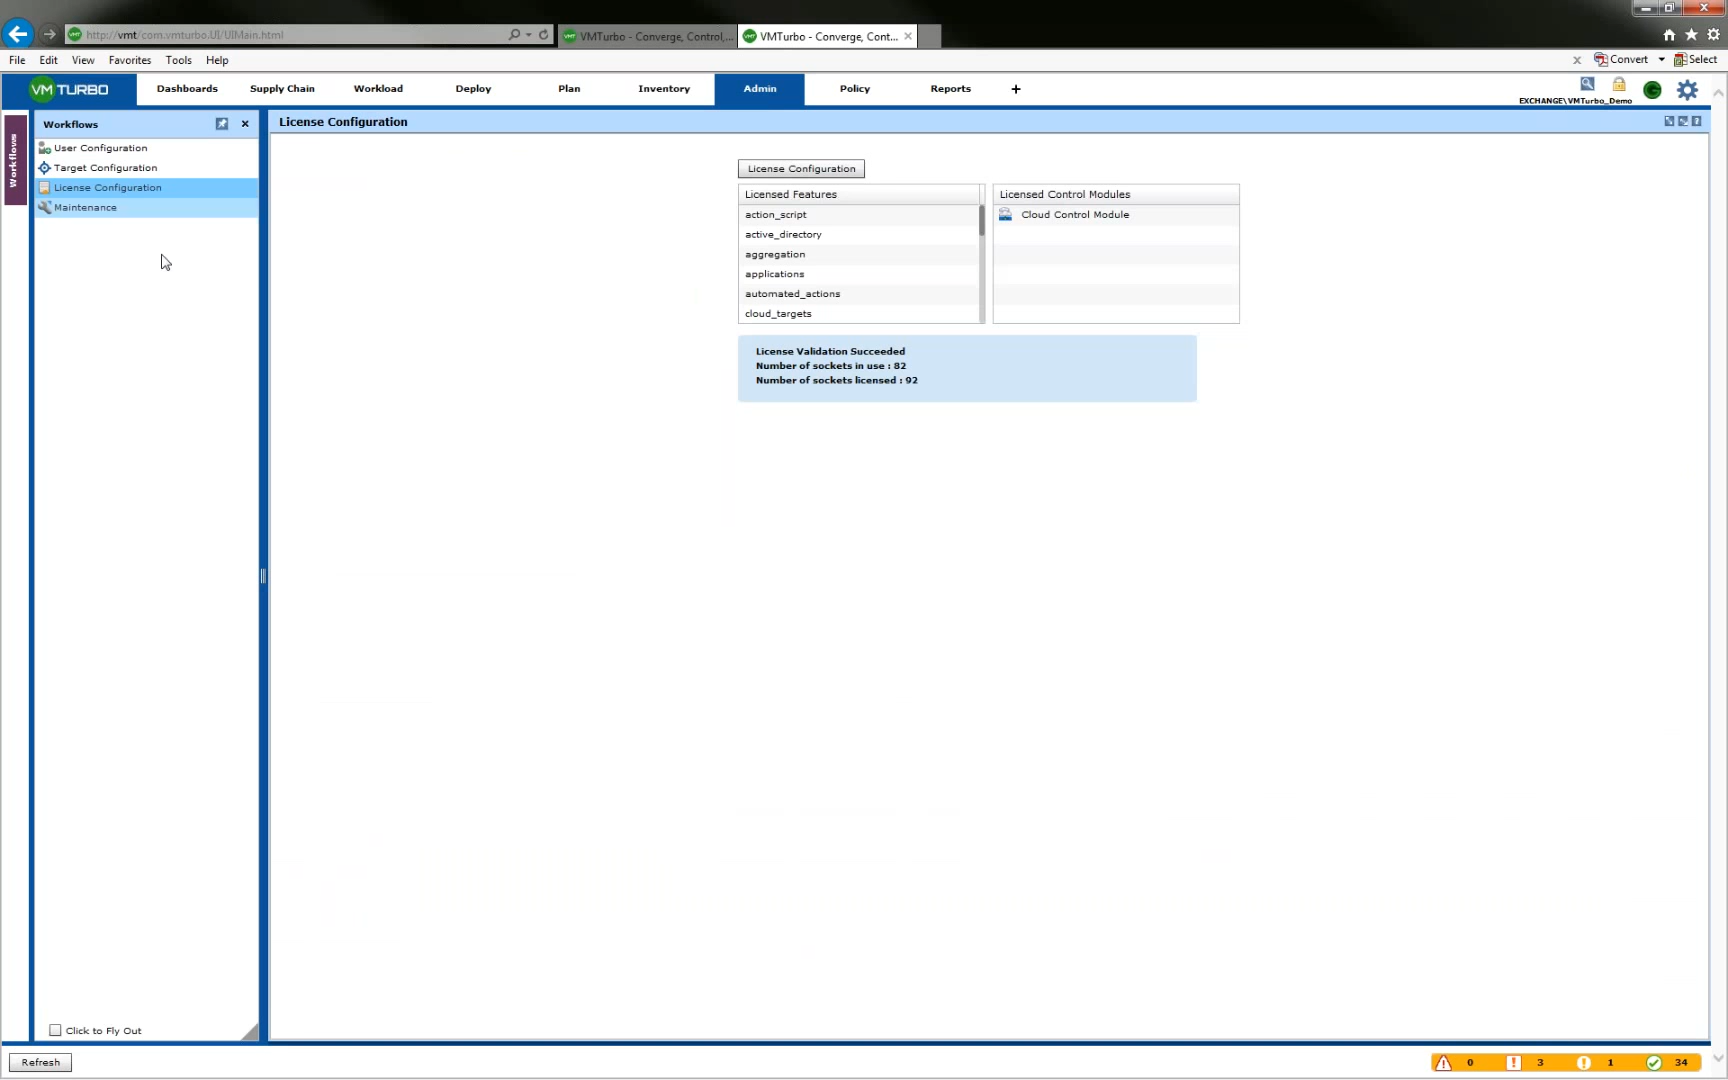 http://vmt/com.vmturbo.UI/UIMain.html
VMTurbo - Converge, Control,...
VMTurbo - Converge, Cont...
File Edit View Favorites Tools Help
Convert
Select
VMTURBO
Dashboards
Supply Chain
Workload
Deploy
Plan
Inventory
Admin
Policy
Reports
+
EXCHANGE\VMTurbo_Demo
Workflows
Workflows
User Configuration
Target Configuration
License Configuration
Maintenance
License Configuration
License Configuration
Licensed Features
action_script
active_directory
aggregation
applications
automated_actions
cloud_targets
Licensed Control Modules
Cloud Control Module
License Validation Succeeded
Number of sockets in use : 82
Number of sockets licensed : 92
Click to Fly Out
Refresh
0
3
1
34